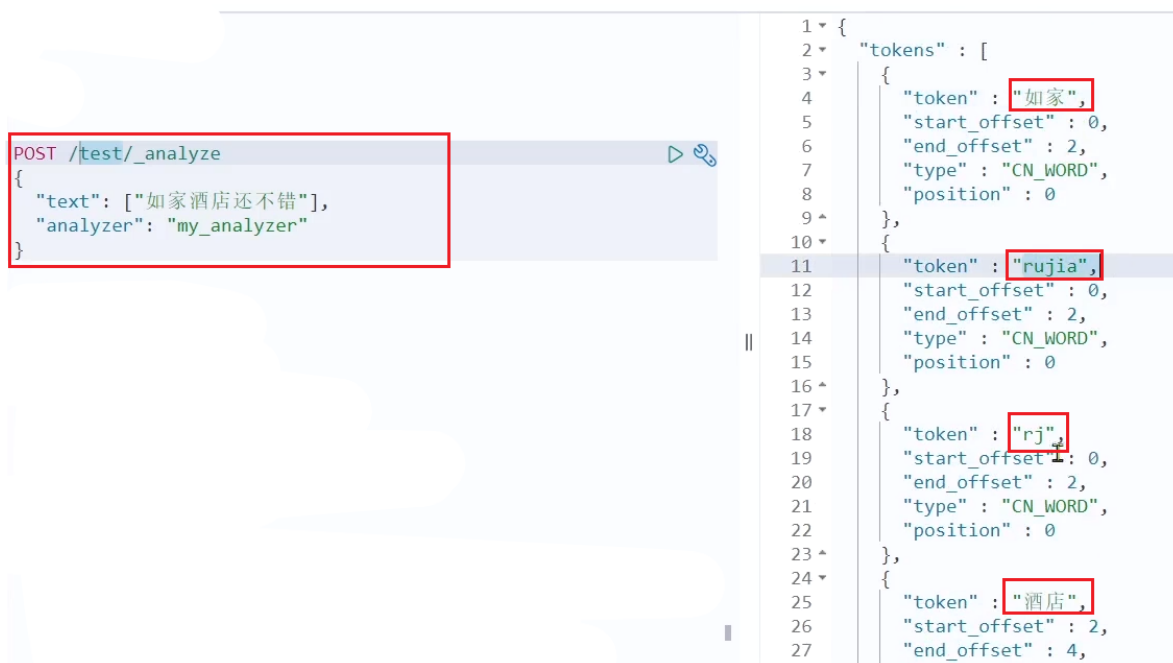 POST /test/_analyze
{
  "text": ["如家酒店还不错"],
  "analyzer": "my_analyzer"
}
1 {
2 "tokens" : [
3 {
4 "token" : "如家",
5 "start_offset" : 0,
6 "end_offset" : 2,
7 "type" : "CN_WORD",
8 "position" : 0
9 },
10 {
11 "token" : "rujia",
12 "start_offset" : 0,
13 "end_offset" : 2,
14 "type" : "CN_WORD",
15 "position" : 0
16 },
17 {
18 "token" : "rj",
19 "start_offset" : 0,
20 "end_offset" : 2,
21 "type" : "CN_WORD",
22 "position" : 0
23 },
24 {
25 "token" : "酒店",
26 "start_offset" : 2,
27 "end_offset" : 4,